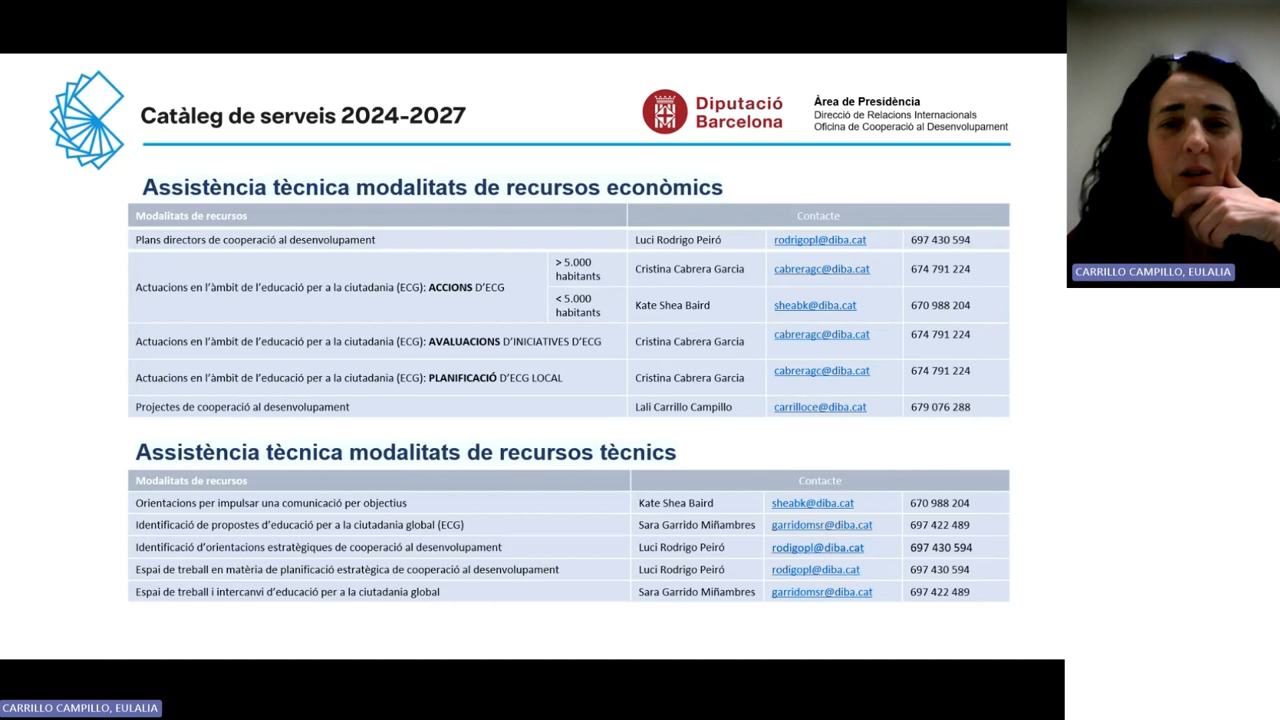 Catàleg de serveis 2024-2027
Diputació
Barcelona
Àrea de Presidència
Direcció de Relacions Internacionals
Oficina de Cooperació al Desenvolupament
CARRILLO CAMPILLO, EULALIA
Assistència tècnica modalitats de recursos econòmics
Modalitats de recursos Contacte
Plans directors de cooperació al desenvolupament Luci Rodrigo Peiró rodrigopl@diba.cat 697 430 594
Actuacions en l'àmbit de l'educació per a la ciutadania (ECG): ACCIONS D'ECG
> 5.000
habitants
Cristina Cabrera Garcia cabreragc@diba.cat 674 791 224
< 5.000
habitants
Kate Shea Baird sheabk@diba.cat 670 988 204
Actuacions en l'àmbit de l'educació per a la ciutadania (ECG): AVALUACIONS D'INICIATIVES D'ECG Cristina Cabrera Garcia cabreragc@diba.cat 674 791 224
Actuacions en l'àmbit de l'educació per a la ciutadania (ECG): PLANIFICACIÓ D'ECG LOCAL Cristina Cabrera Garcia cabreragc@diba.cat 674 791 224
Projectes de cooperació al desenvolupament Lali Carrillo Campillo carrilloce@diba.cat 679 076 288
Assistència tècnica modalitats de recursos tècnics
Modalitats de recursos Contacte
Orientacions per impulsar una comunicació per objectius Kate Shea Baird sheabk@diba.cat 670 988 204
Identificació de propostes d'educació per a la ciutadania global (ECG) Sara Garrido Miñambres garridomsr@diba.cat 697 422 489
Identificació d'orientacions estratègiques de cooperació al desenvolupament Luci Rodrigo Peiró rodigopl@diba.cat 697 430 594
Espai de treball en matèria de planificació estratègica de cooperació al desenvolupament Luci Rodrigo Peiró rodigopl@diba.cat 697 430 594
Espai de treball i intercanvi d'educació per a la ciutadania global Sara Garrido Miñambres garridomsr@diba.cat 697 422 489
CARRILLO CAMPILLO, EULALIA